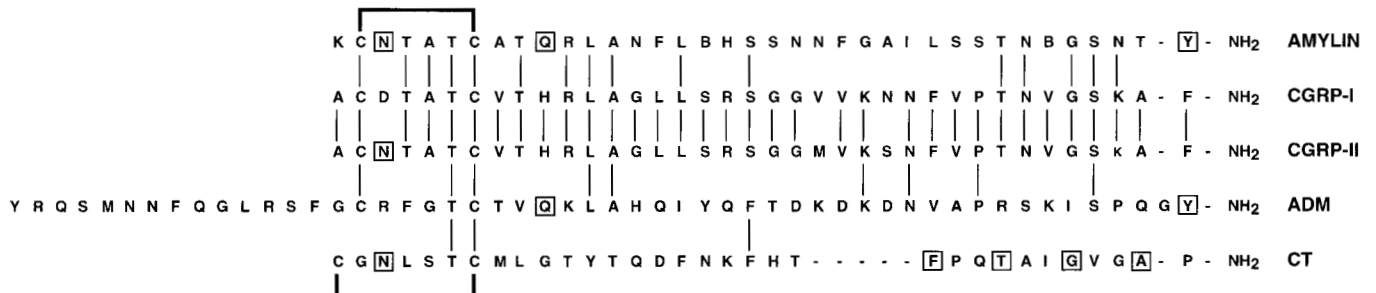 K C N T A T C A T Q R L A N F L B H S S N N F G A I L S S T N B G S N T - Y - NH2 AMYLIN
A C D T A T C V T H R L A G L L S R S G G V V K N N F V P T N V G S K A - F - NH2 CGRP-I
A C N T A T C V T H R L A G L L S R S G G M V K S N F V P T N V G S K A - F - NH2 CGRP-II
Y R Q S M N N F Q G L R S F G C R F G T C T V Q K L A H Q I Y Q F T D K D K D N V A P R S K I S P Q G Y - NH2 ADM
C G N L S T C M L G T Y T Q D F N K F H T - - - - - F P Q T A I G V G A - P - NH2 CT